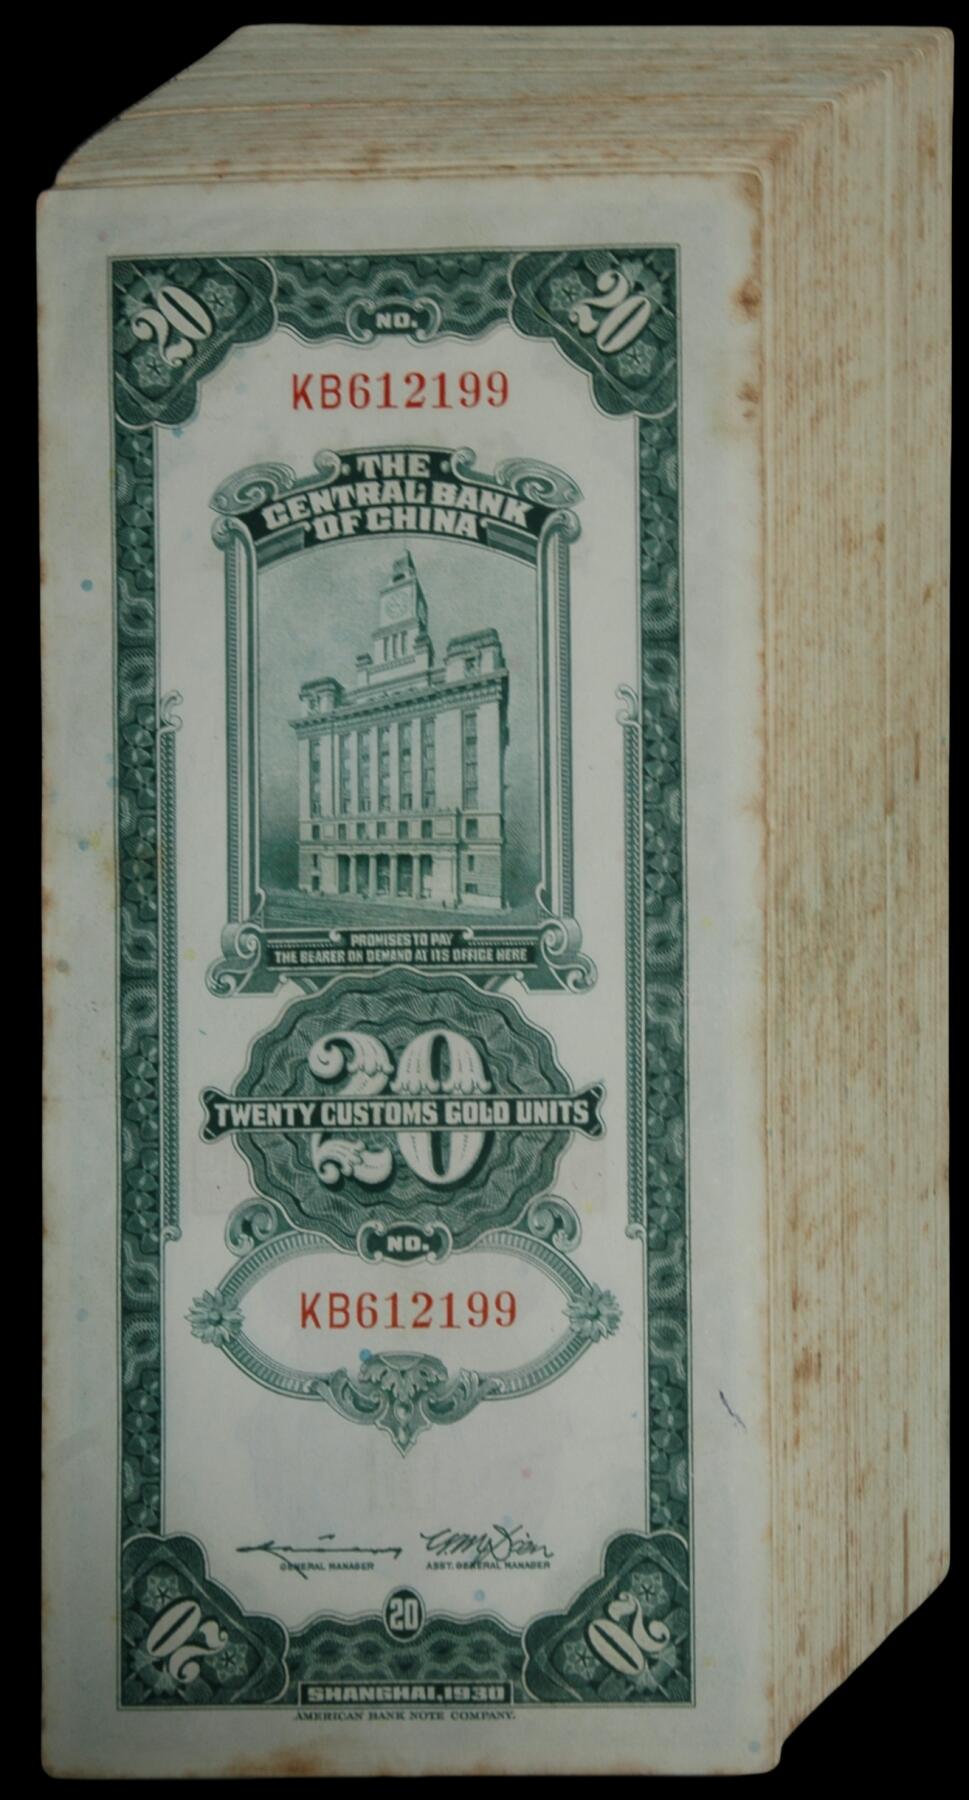 20 NO. 20
KB612199
THE
CENTRAL BANK
OF CHINA
PROMISES TO PAY
THE BEARER ON DEMAND AT ITS OFFICE HERE
20
TWENTY CUSTOMS GOLD UNITS
NO.
KB612199
GENERAL MANAGER ASST. GENERAL MANAGER
20
20 20
SHANGHAI, 1930
AMERICAN BANK NOTE COMPANY.